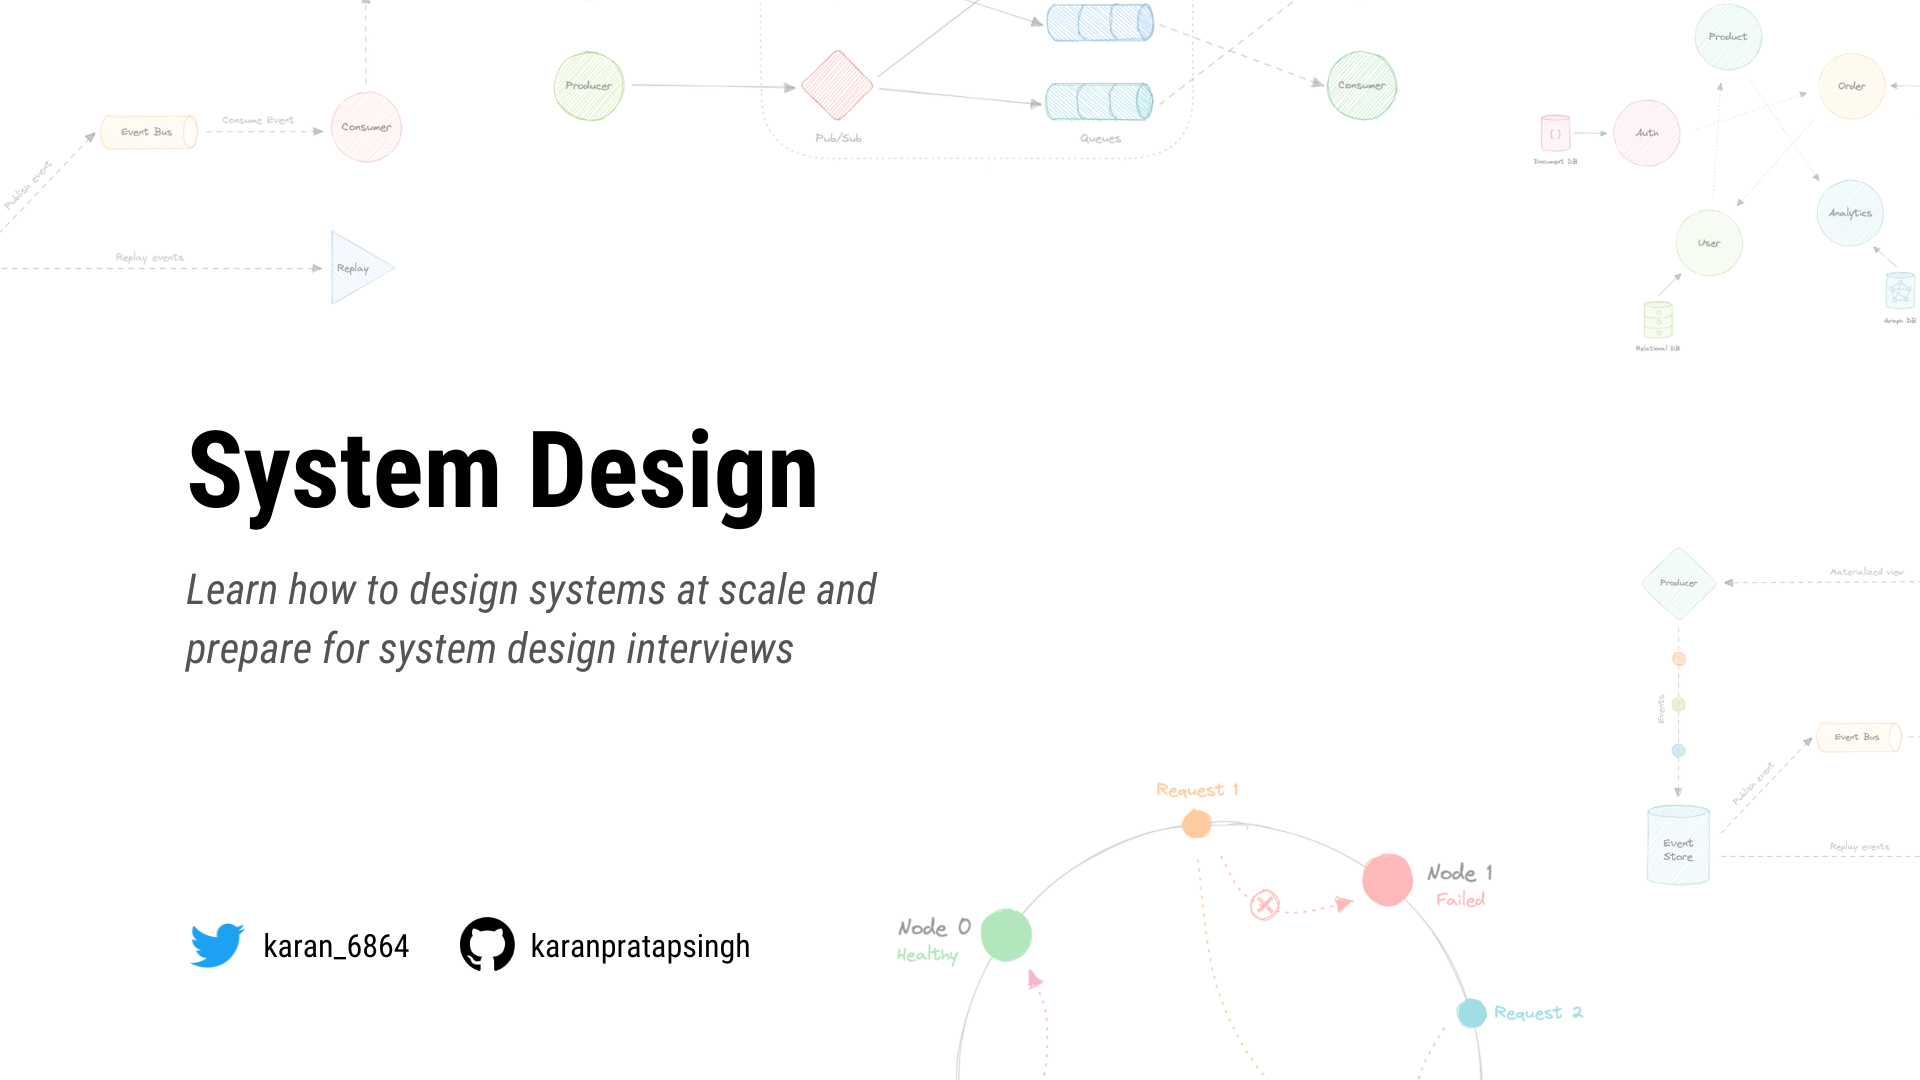 Publish event
Event Bus
Consume Event
Consumer
Replay events
Replay
Producer
Pub/Sub
Queues
Consumer
Product
Order
Auth
Document DB
User
Analytics
Relational DB
Graph DB
System Design
Learn how to design systems at scale and
prepare for system design interviews
karan_6864
karanpratapsingh
Producer
Materialized view
Events
Publish event
Event Bus
Event
Store
Replay events
Request 1
Node 0
Healthy
Node 1
Failed
Request 2